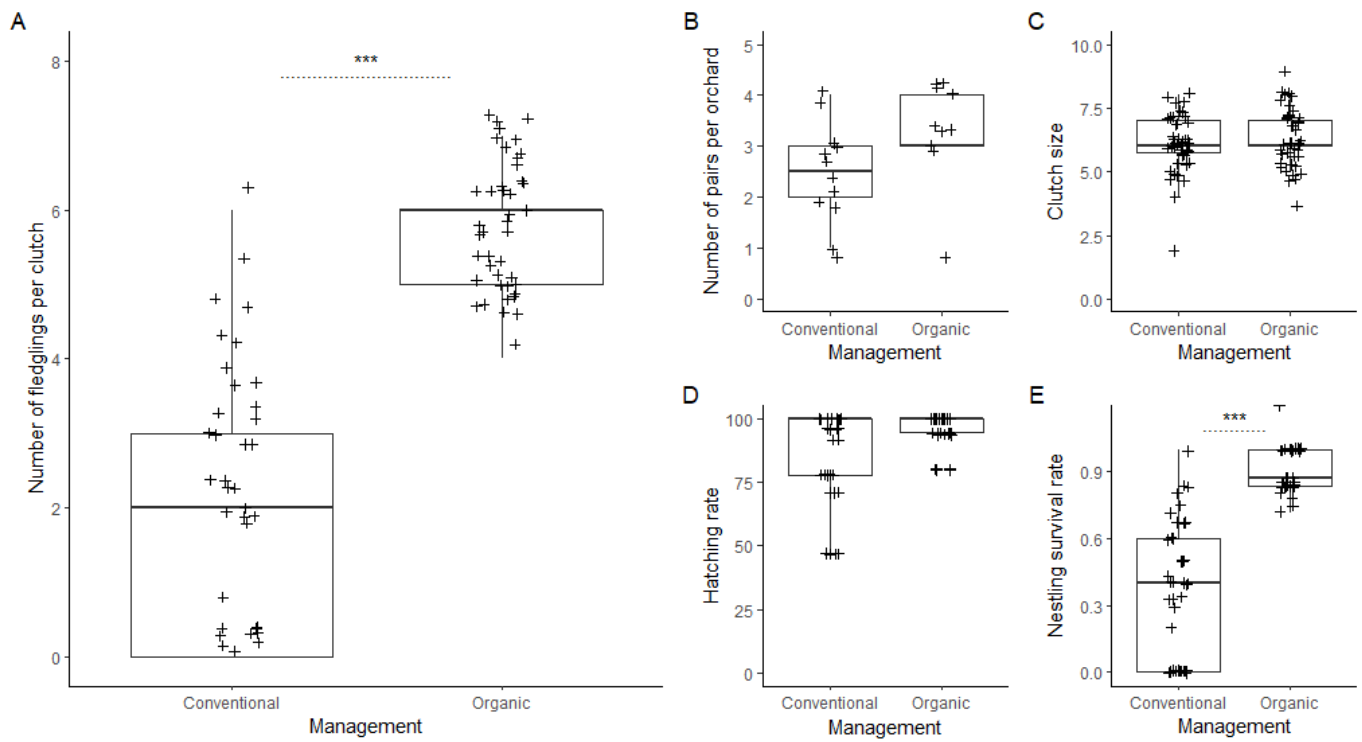 A
Number of fledglings per clutch
8
6
4
2
0
***
Conventional
Organic
Management
B
Number of pairs per orchard
5
4
3
2
1
0
Conventional
Organic
Management
C
Clutch size
10.0
7.5
5.0
2.5
0.0
Conventional
Organic
Management
D
Hatching rate
100
75
50
25
0
Conventional
Organic
Management
E
Nestling survival rate
0.9
0.6
0.3
0.0
***
Conventional
Organic
Management